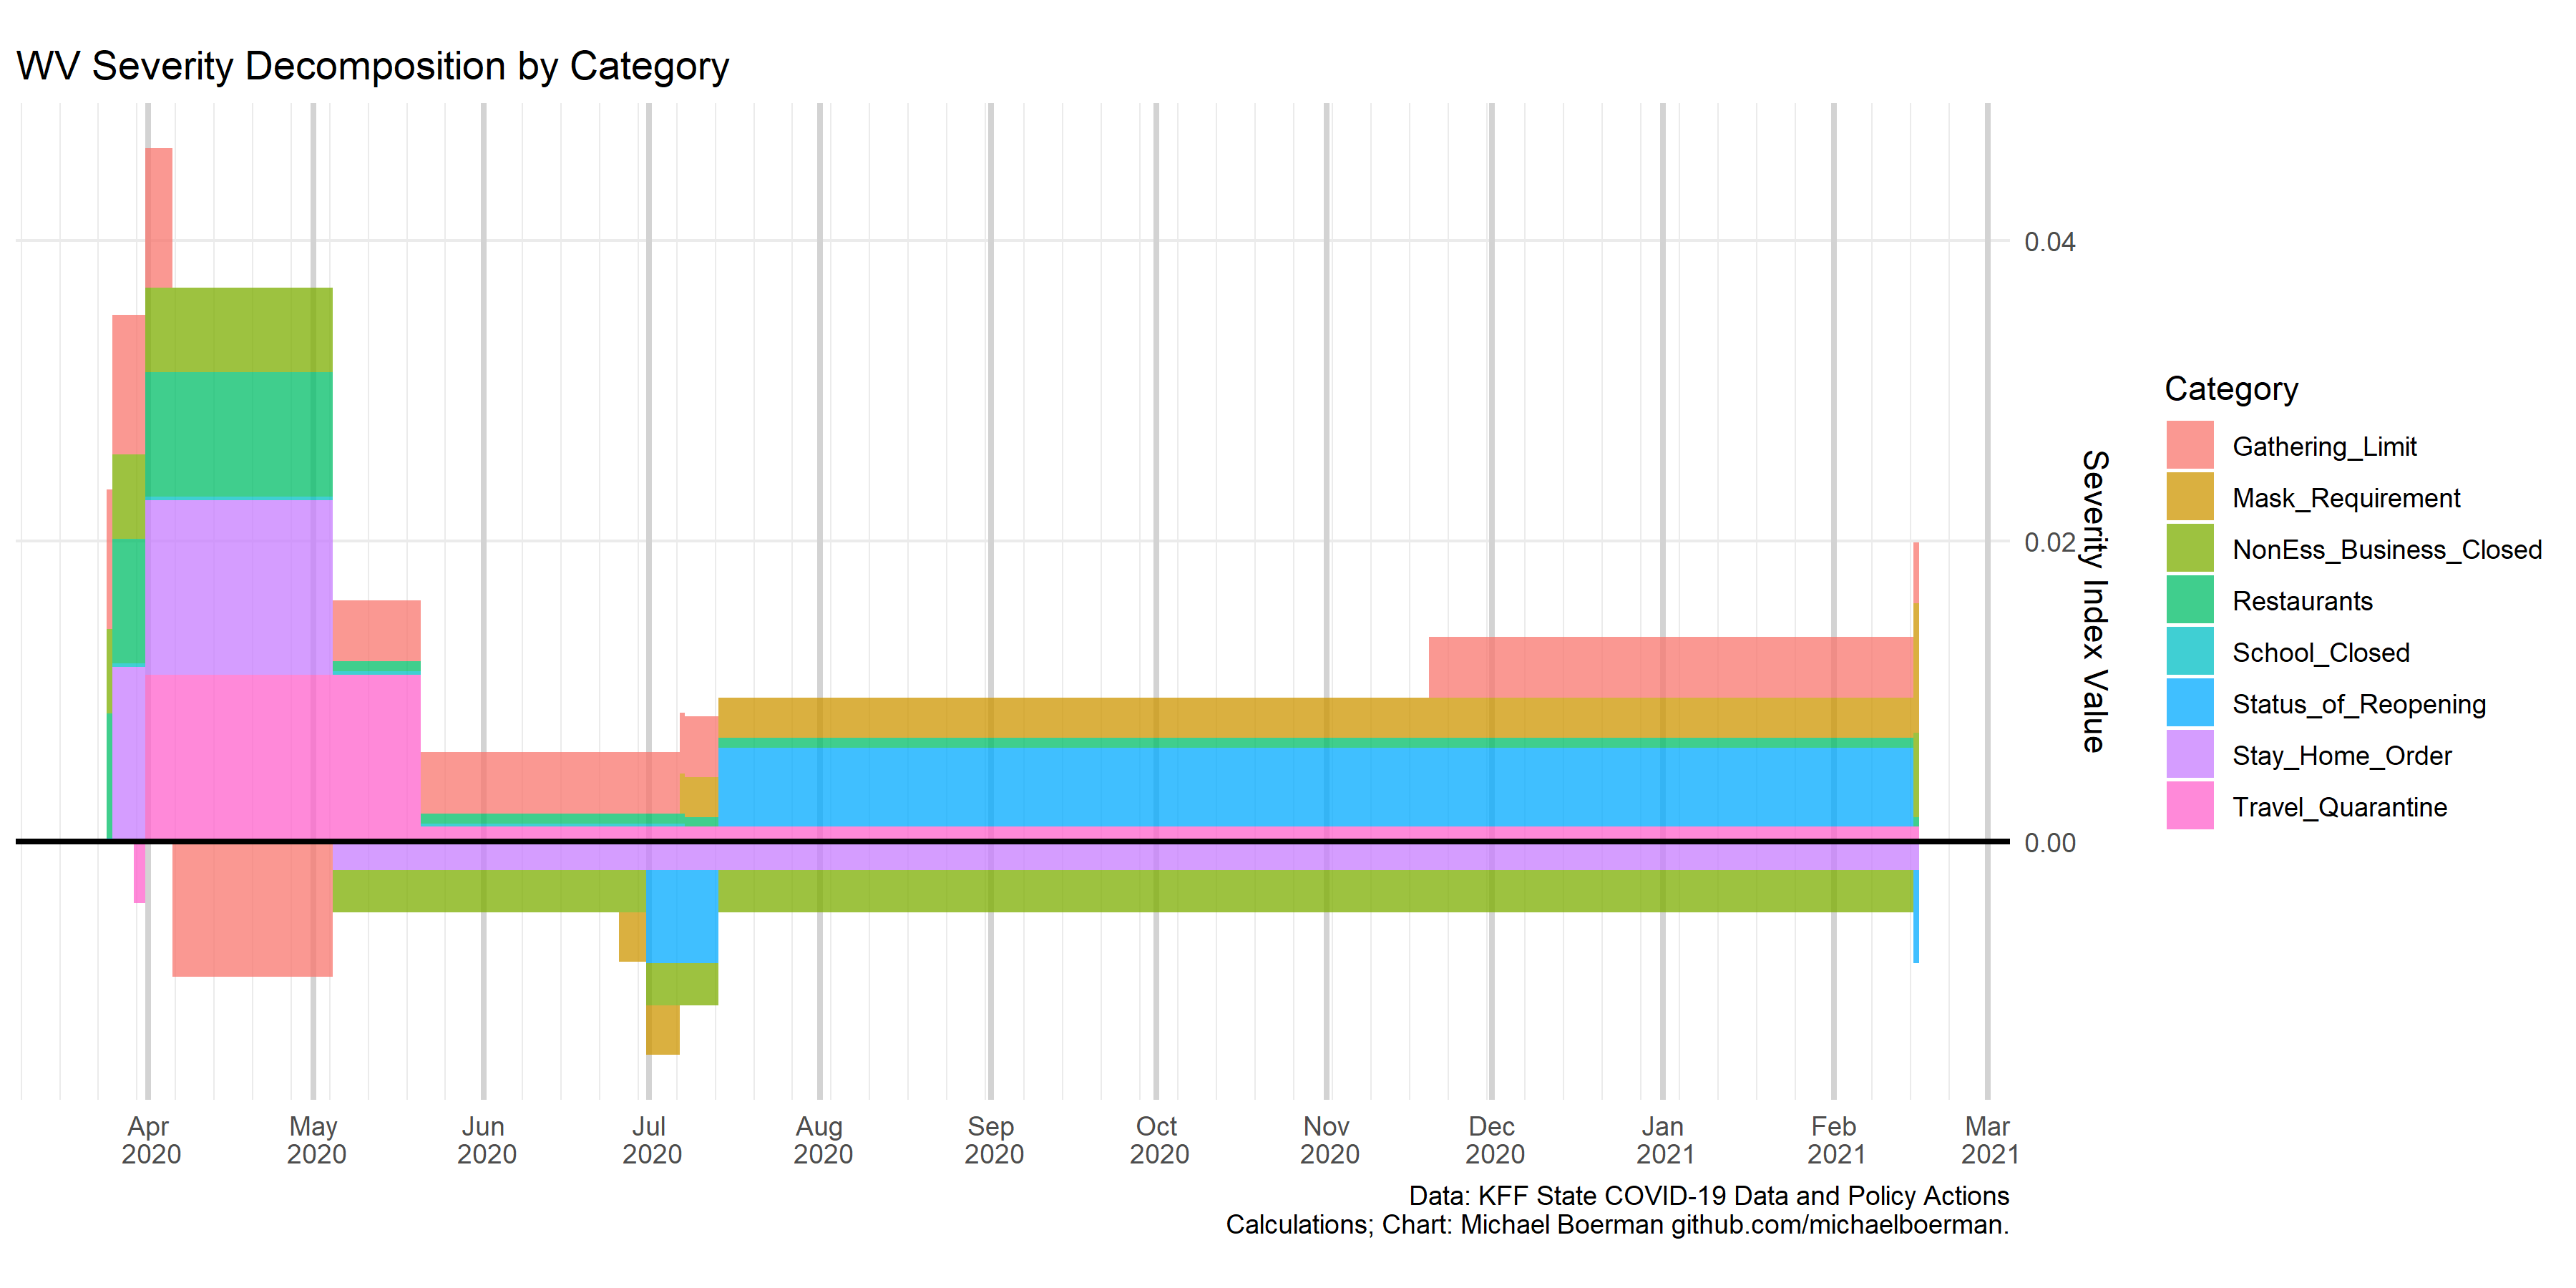 WV Severity Decomposition by Category
0.04
0.02
0.00
Severity Index Value
Category
Gathering_Limit
Mask_Requirement
NonEss_Business_Closed
Restaurants
School_Closed
Status_of_Reopening
Stay_Home_Order
Travel_Quarantine
Apr May Jun Jul Aug Sep Oct Nov Dec Jan Feb Mar
2020 2020 2020 2020 2020 2020 2020 2020 2020 2021 2021 2021
Data: KFF State COVID-19 Data and Policy Actions
Calculations; Chart: Michael Boerman github.com/michaelboerman.